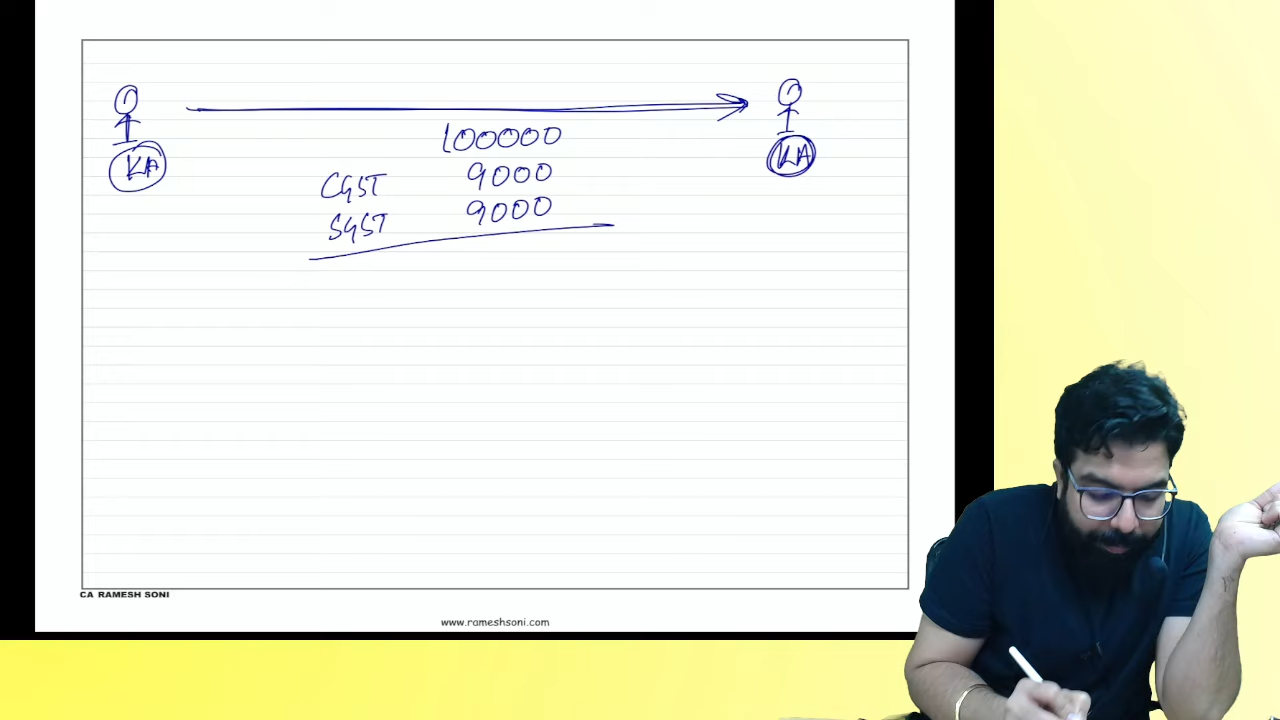 100000
KA KA
CGST 9000
SGST 9000
CA RAMESH SONI
www.rameshsoni.com